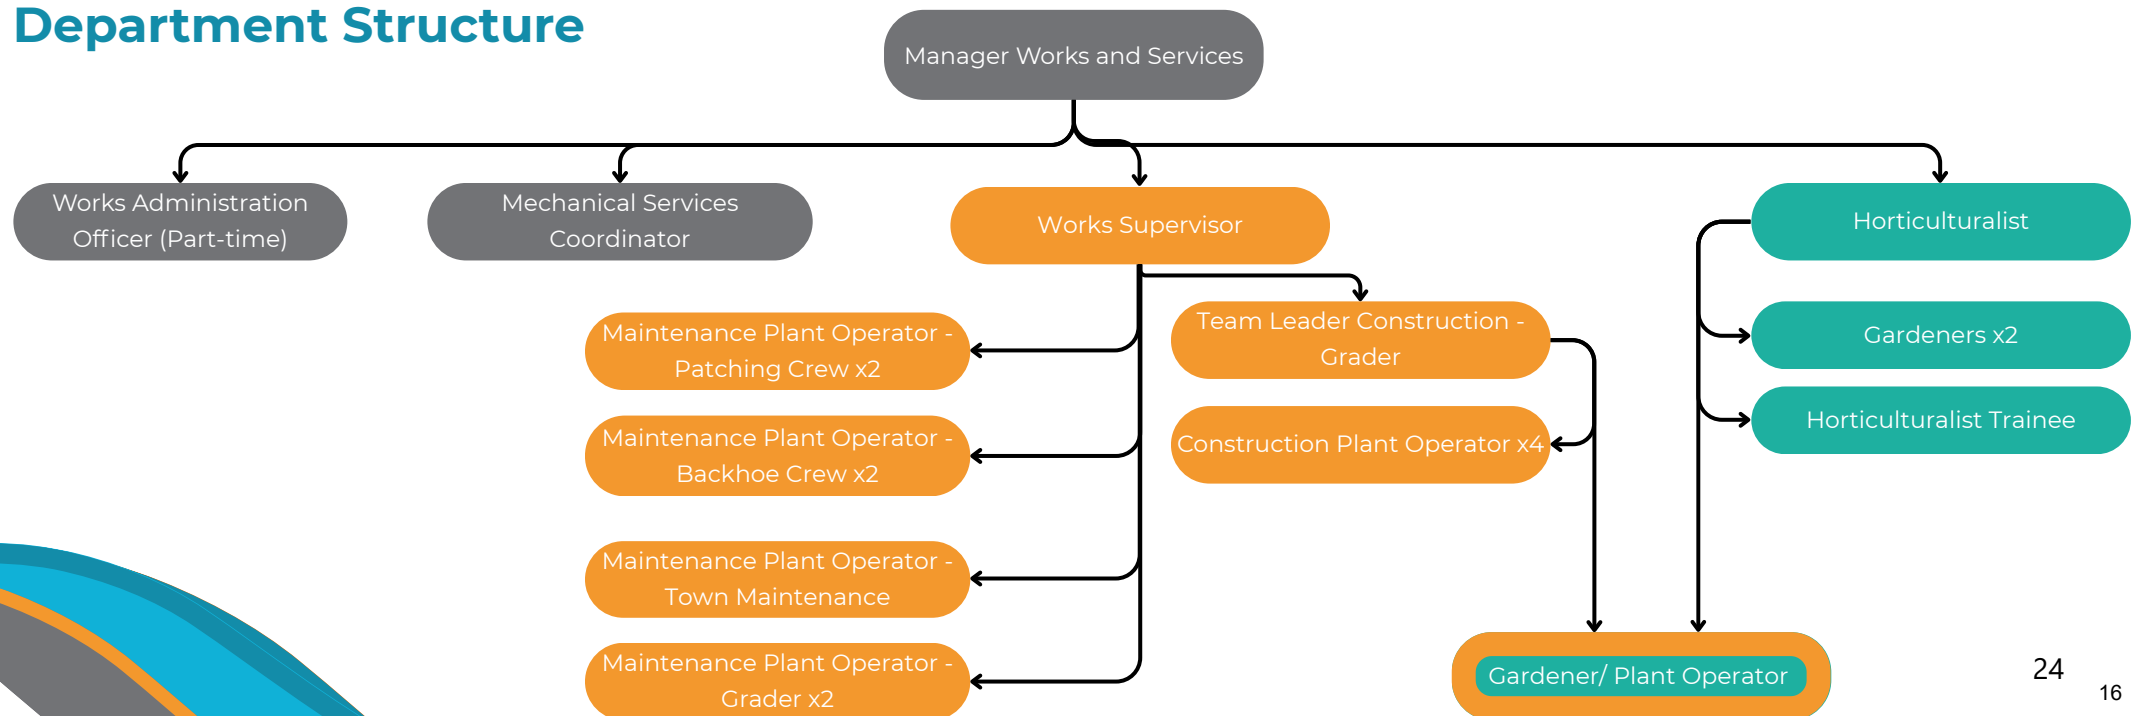 Department Structure
Manager Works and Services
Works Administration
Officer (Part-time)
Mechanical Services
Coordinator
Works Supervisor
Horticulturalist
Maintenance Plant Operator -
Patching Crew x2
Maintenance Plant Operator -
Backhoe Crew x2
Maintenance Plant Operator -
Town Maintenance
Maintenance Plant Operator -
Grader x2
Team Leader Construction -
Grader
Construction Plant Operator x4
Gardeners x2
Horticulturalist Trainee
Gardener/ Plant Operator
24
16